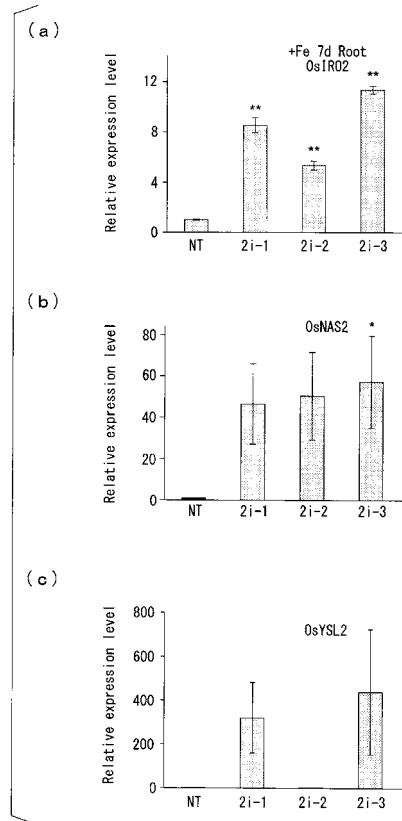 (a)
+Fe 7d Root
OsIRO2
Relative expression level
12
8
4
0
**
**
**
NT
2i-1
2i-2
2i-3
(b)
OsNAS2
*
Relative expression level
80
60
40
20
0
NT
2i-1
2i-2
2i-3
(c)
OsYSL2
Relative expression level
800
600
400
200
0
NT
2i-1
2i-2
2i-3